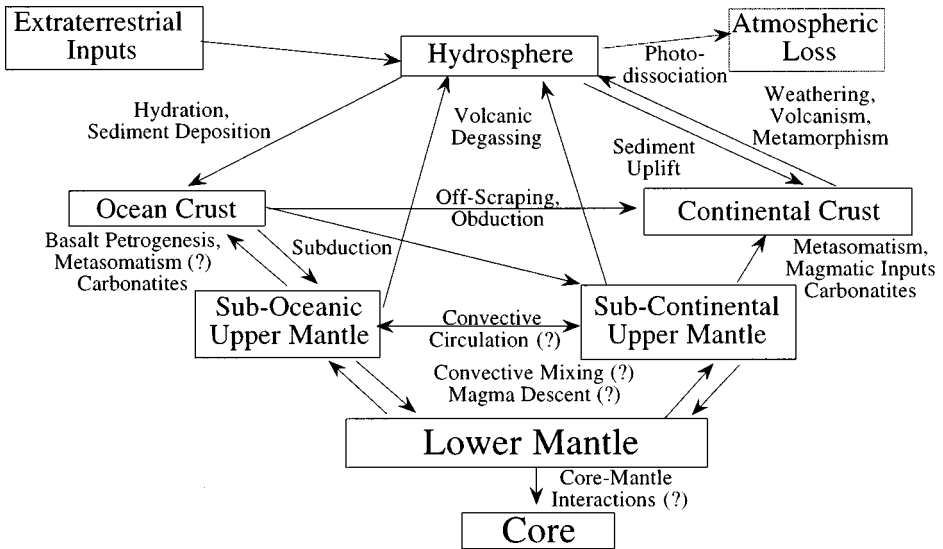 Extraterrestrial
Inputs
Hydrosphere
Atmospheric
Loss
Photo-
dissociation
Hydration,
Sediment Deposition
Volcanic
Degassing
Weathering,
Volcanism,
Metamorphism
Sediment
Uplift
Ocean Crust
Off-Scraping,
Obduction
Continental Crust
Basalt Petrogenesis,
Metasomatism (?)
Carbonatites
Subduction
Metasomatism,
Magmatic Inputs
Carbonatites
Sub-Oceanic
Upper Mantle
Convective
Circulation (?)
Sub-Continental
Upper Mantle
Convective Mixing (?)
Magma Descent (?)
Lower Mantle
Core-Mantle
Interactions (?)
Core